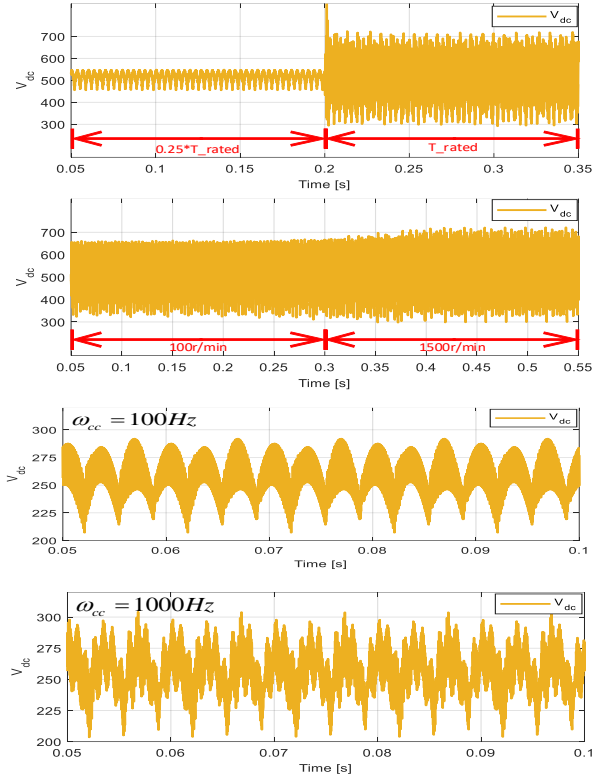 V_dc
700
600
500
400
300
V_dc
0.25*T_rated
T_rated
0.05 0.1 0.15 0.2 0.25 0.3 0.35
Time [s]
V_dc
700
600
500
400
300
V_dc
100r/min
1500r/min
0.05 0.1 0.15 0.2 0.25 0.3 0.35 0.4 0.45 0.5 0.55
Time [s]
ω_cc = 100Hz
V_dc
300
275
250
225
200
V_dc
0.05 0.06 0.07 0.08 0.09 0.1
Time [s]
ω_cc = 1000Hz
V_dc
300
275
250
225
200
V_dc
0.05 0.06 0.07 0.08 0.09 0.1
Time [s]